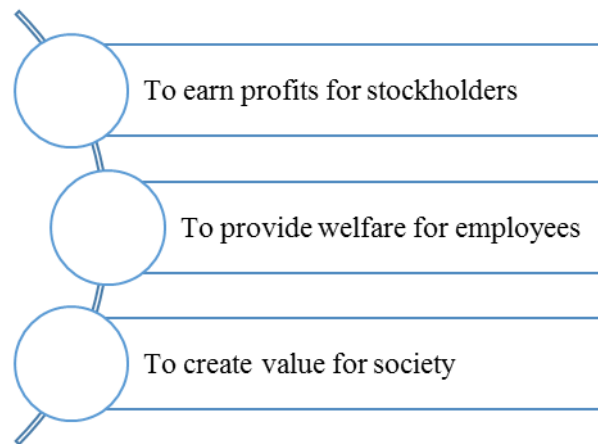 To earn profits for stockholders
To provide welfare for employees
To create value for society